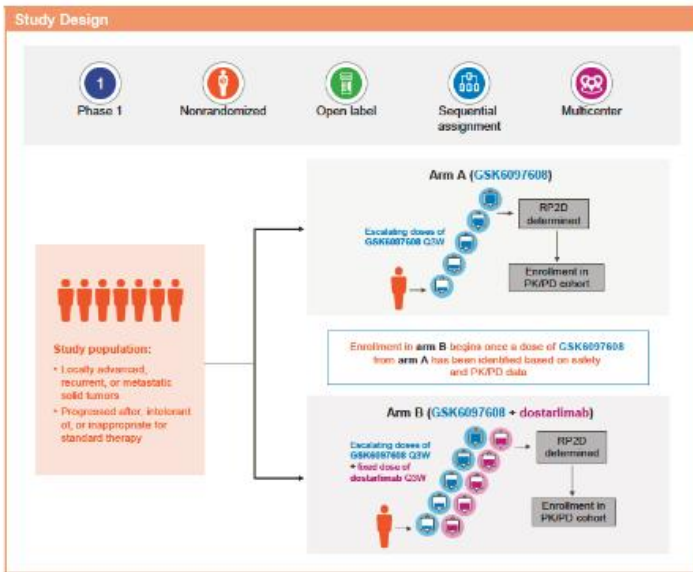 Study Design
1
Phase 1
Nonrandomized
Open label
Sequential
assignment
Multicenter
Study population:
• Locally advanced,
recurrent, or metastatic
solid tumors
• Progressed after, intolerant
of, or inappropriate for
standard therapy
Arm A (GSK6097608)
Escalating doses of
GSK6097608 Q3W
RP2D
determined
Enrollment in
PK/PD cohort
Enrollment in arm B begins once a dose of GSK6097608
from arm A has been identified based on safety
and PK/PD data
Arm B (GSK6097608 + dostarlimab)
Escalating doses of
GSK6097608 Q3W
+ fixed dose of
dostarlimab Q3W
RP2D
determined
Enrollment in
PK/PD cohort